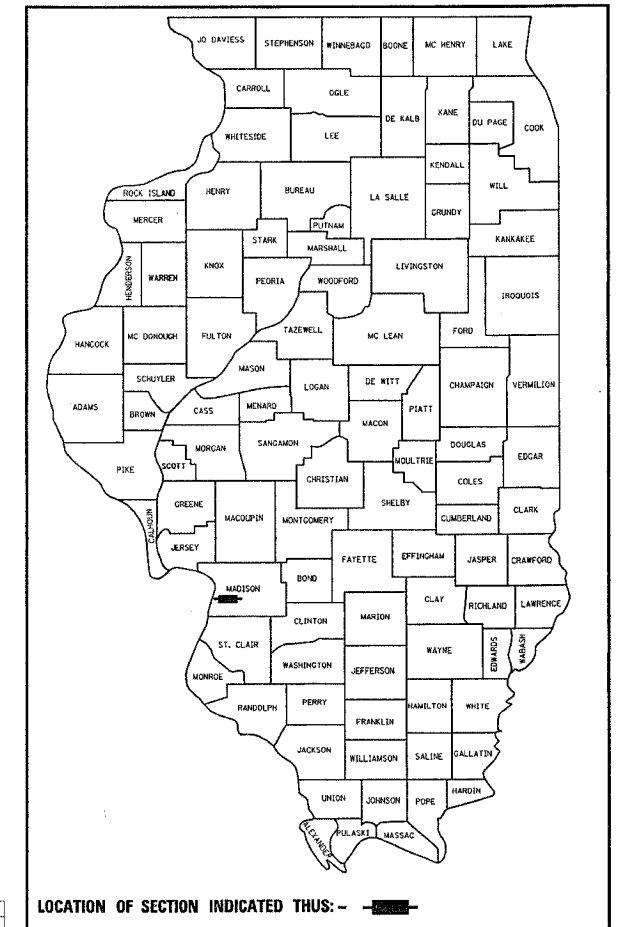 JO DAVIESS STEPHENSON WINNEBAGO BOONE MC HENRY LAKE
CARROLL OGLE DE KALB KANE DU PAGE COOK
WHITESIDE LEE
KENDALL
ROCK ISLAND HENRY BUREAU LA SALLE GRUNDY WILL
MERCER PUTNAM
STARK MARSHALL KANKAKEE
HENDERSON WARREN KNOX PEORIA WOODFORD LIVINGSTON IROQUOIS
HANCOCK MC DONOUGH FULTON TAZEWELL MC LEAN FORD
MASON
SCHUYLER LOGAN DE WITT CHAMPAIGN VERMILION
ADAMS BROWN CASS MENARD MACON PIATT
MORGAN SANGAMON DOUGLAS EDGAR
PIKE SCOTT CHRISTIAN MOULTRIE COLES
GREENE MACOUPIN MONTGOMERY SHELBY CUMBERLAND CLARK
CALHOUN JERSEY FAYETTE EFFINGHAM JASPER CRAWFORD
MADISON BOND CLAY RICHLAND LAWRENCE
CLINTON MARION
ST. CLAIR WAYNE EDWARDS WABASH
WASHINGTON JEFFERSON
MONROE
RANDOLPH PERRY HAMILTON WHITE
FRANKLIN
JACKSON WILLIAMSON SALINE GALLATIN
UNION JOHNSON POPE HARDIN
ALEXANDER PULASKI MASSAC
LOCATION OF SECTION INDICATED THUS: -